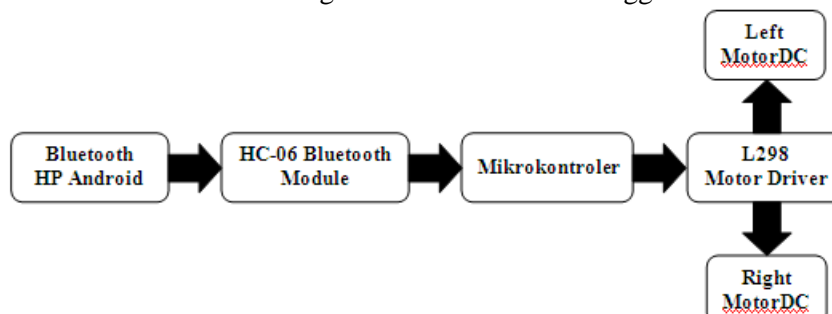 Left
MotorDC
Bluetooth
HP Android
HC-06 Bluetooth
Module
Mikrokontroler
L298
Motor Driver
Right
MotorDC